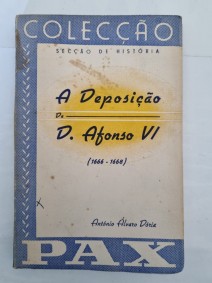 COLECÇÃO
SECÇÃO DE HISTÓRIA
A Deposição
De
D. Afonso VI
(1666-1668)
António Álvaro Dória
PAX